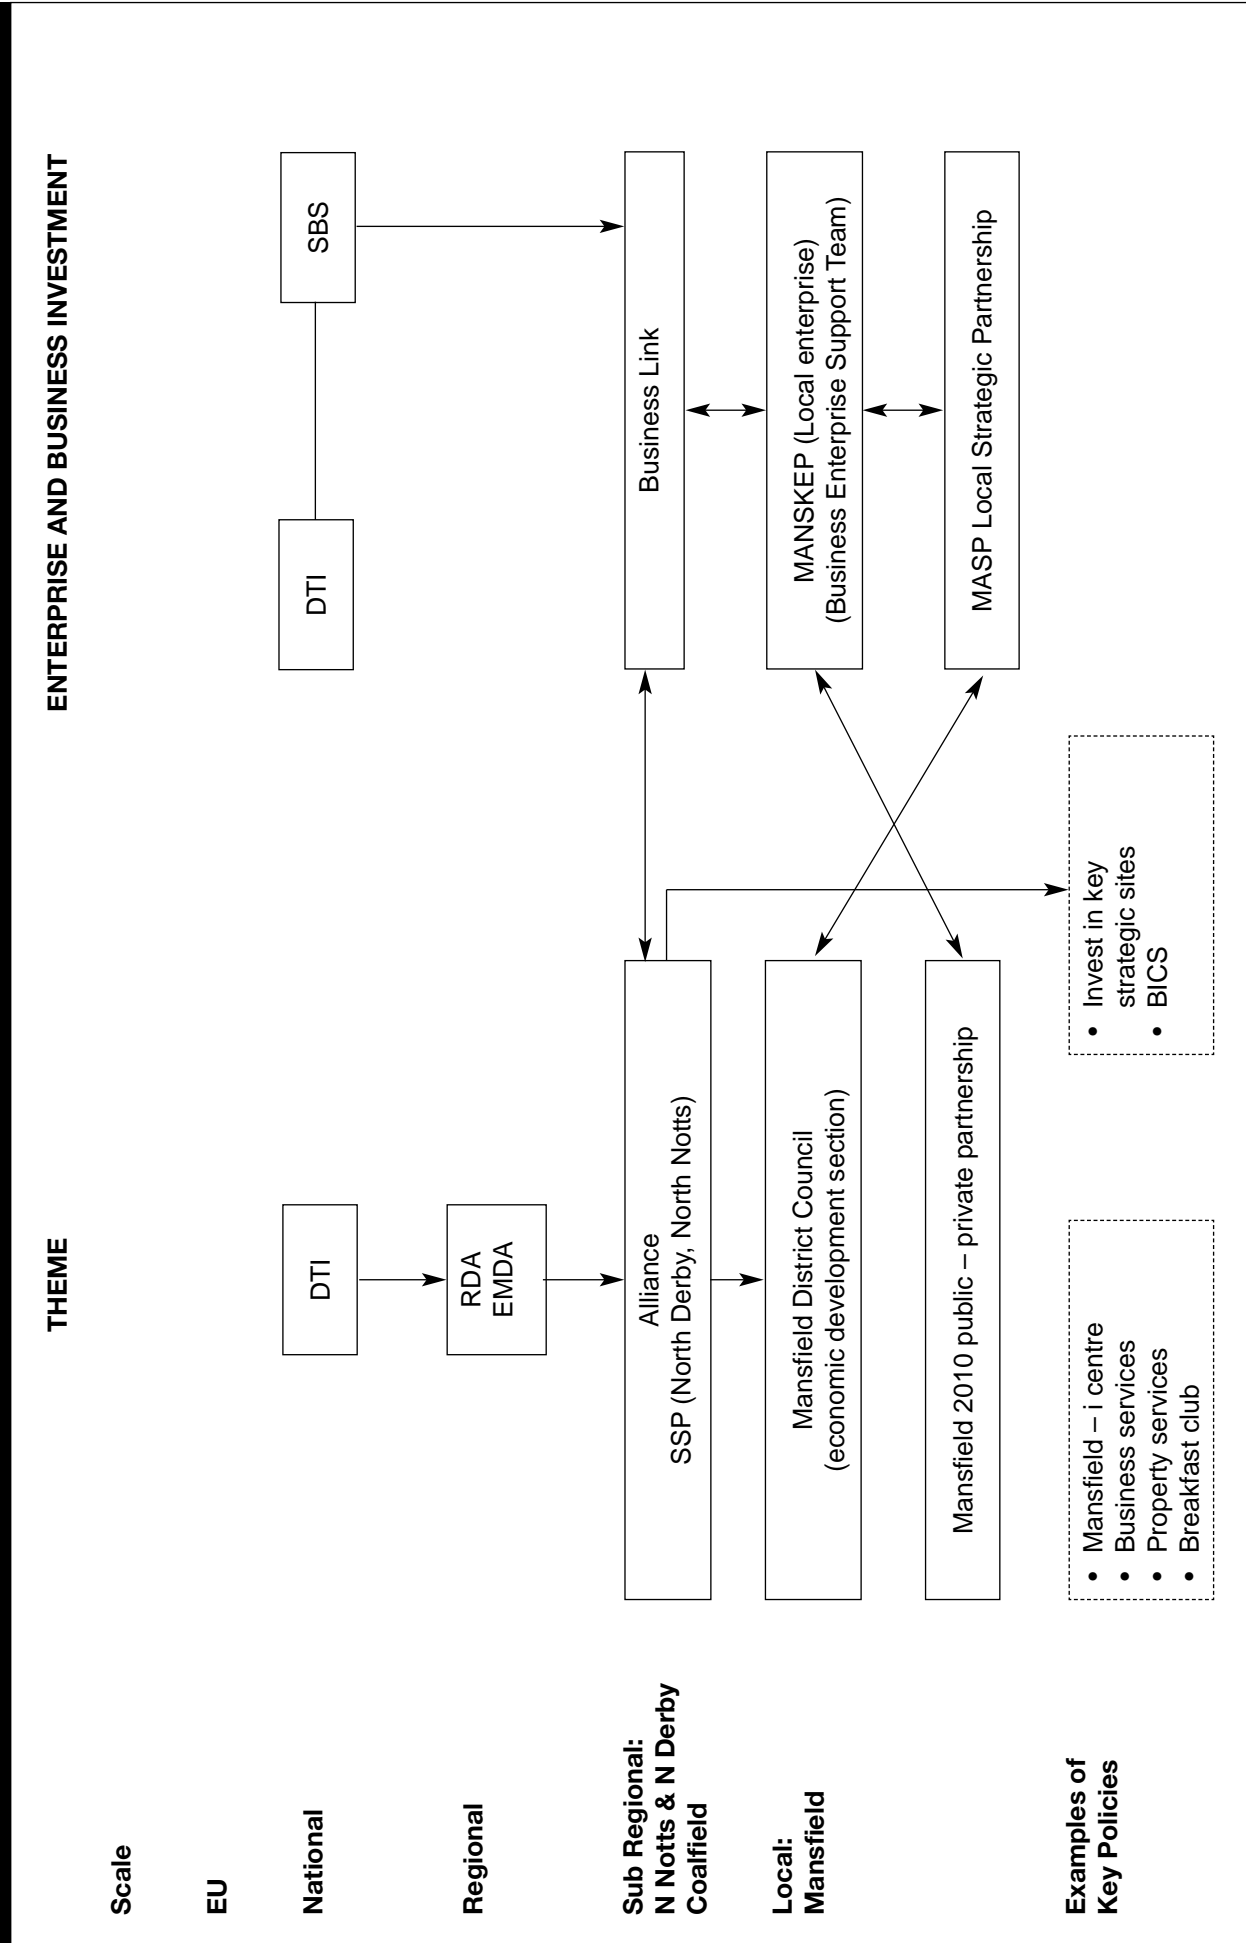 THEME
ENTERPRISE AND BUSINESS INVESTMENT
Scale
EU
National
DTI
DTI
SBS
Regional
RDA
EMDA
Sub Regional:
N Notts & N Derby
Coalfield
Alliance
SSP (North Derby, North Notts)
Business Link
Local:
Mansfield
Mansfield District Council
(economic development section)
MANSKEP (Local enterprise)
(Business Enterprise Support Team)
Mansfield 2010 public – private partnership
MASP Local Strategic Partnership
Examples of
Key Policies
• Mansfield – i centre
• Business services
• Property services
• Breakfast club
• Invest in key
strategic sites
• BICS